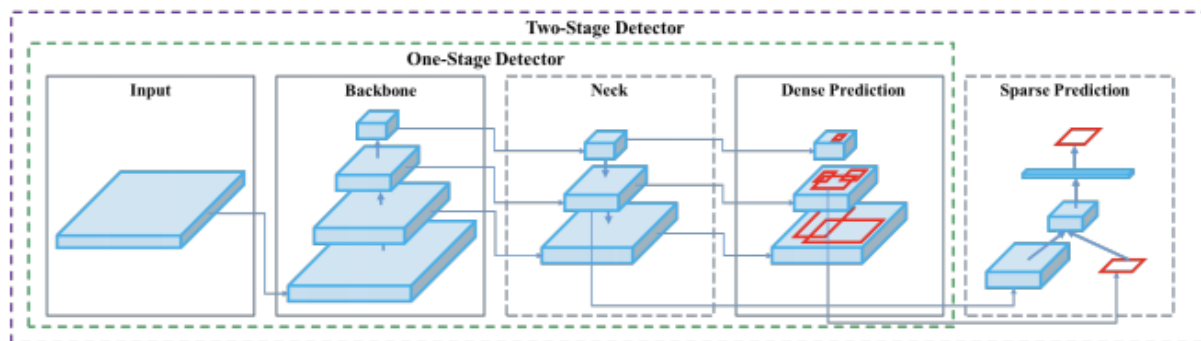 Two-Stage Detector
One-Stage Detector
Input
Backbone
Neck
Dense Prediction
Sparse Prediction